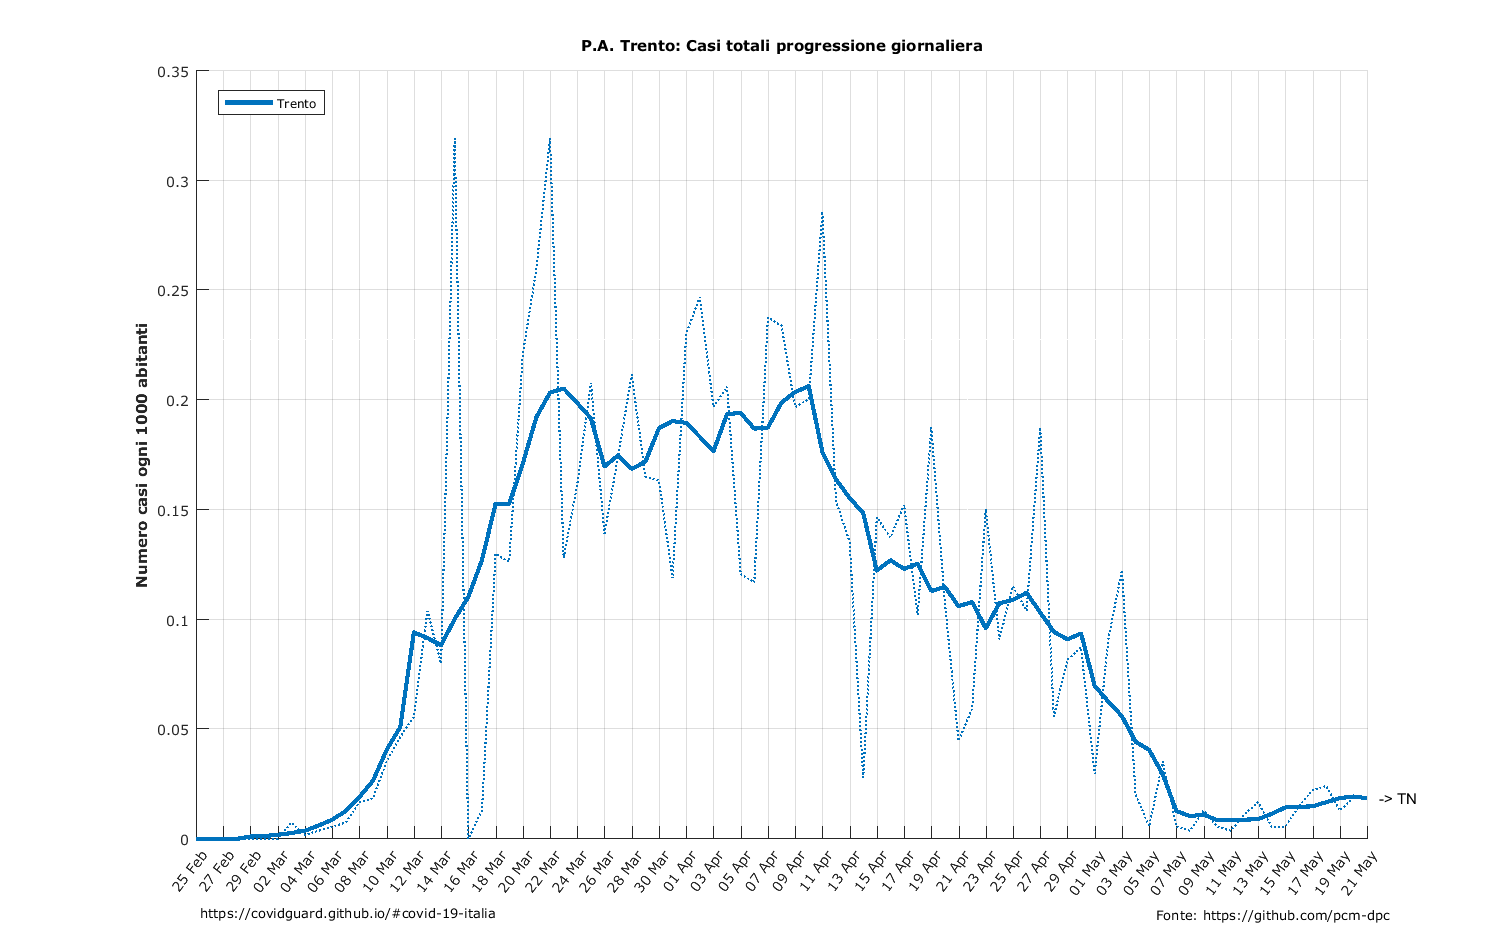 P.A. Trento: Casi totali progressione giornaliera
Trento
Numero casi ogni 1000 abitanti
0.35
0.3
0.25
0.2
0.15
0.1
0.05
0
-> TN
25 Feb
27 Feb
29 Feb
02 Mar
04 Mar
06 Mar
08 Mar
10 Mar
12 Mar
14 Mar
16 Mar
18 Mar
20 Mar
22 Mar
24 Mar
26 Mar
28 Mar
30 Mar
01 Apr
03 Apr
05 Apr
07 Apr
09 Apr
11 Apr
13 Apr
15 Apr
17 Apr
19 Apr
21 Apr
23 Apr
25 Apr
27 Apr
29 Apr
01 May
03 May
05 May
07 May
09 May
11 May
13 May
15 May
17 May
19 May
21 May
https://covidguard.github.io/#covid-19-italia
Fonte: https://github.com/pcm-dpc